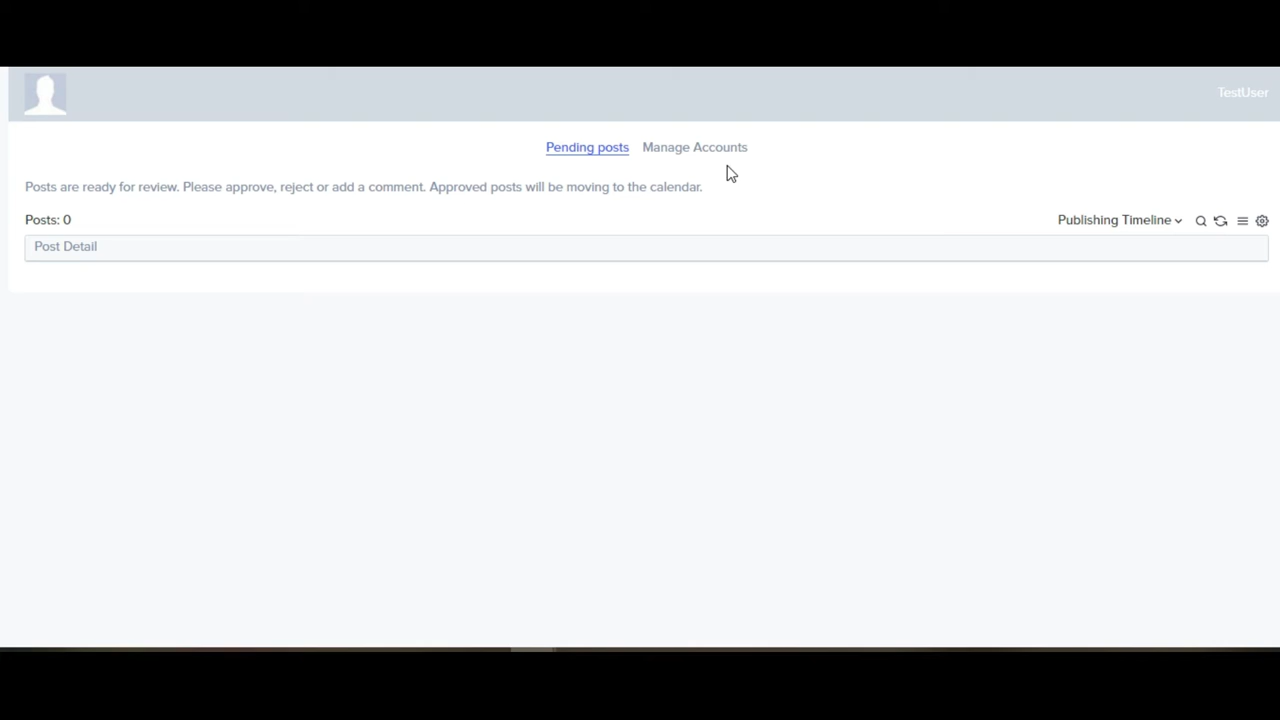 TestUser
Pending posts Manage Accounts
Posts are ready for review. Please approve, reject or add a comment. Approved posts will be moving to the calendar.
Posts: 0 Publishing Timeline
Post Detail